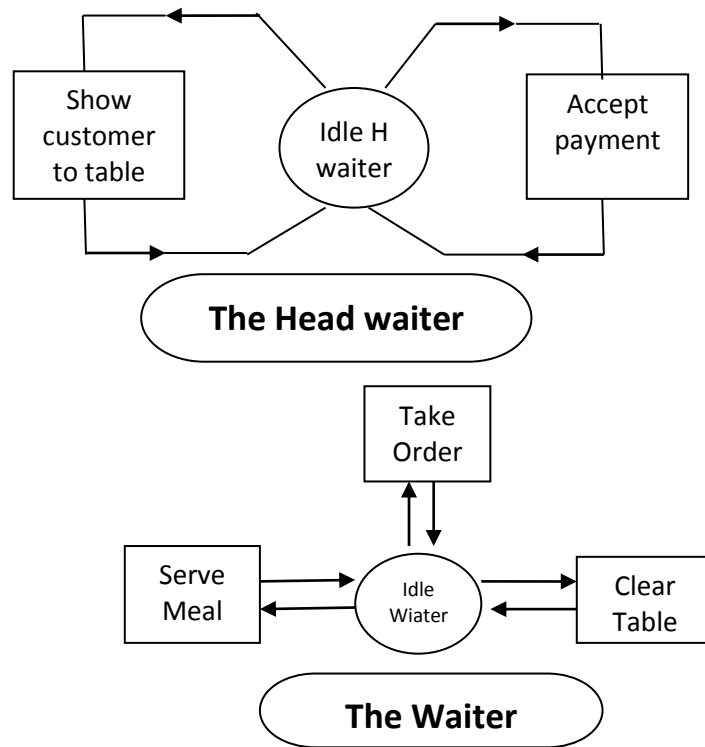 Show
customer
to table
Idle H
waiter
Accept
payment
The Head waiter
Take
Order
Serve
Meal
Idle
Wiater
Clear
Table
The Waiter